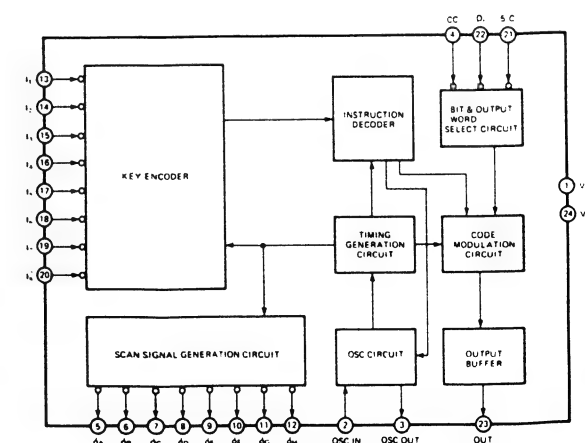 CC D. S.C
4 22 21
13
14
15
16
17
18
19
20
KEY ENCODER
INSTRUCTION
DECODER
BIT & OUTPUT
WORD
SELECT CIRCUIT
1 V
24 V
TIMING
GENERATION
CIRCUIT
CODE
MODULATION
CIRCUIT
SCAN SIGNAL GENERATION CIRCUIT
OSC CIRCUIT
OUTPUT
BUFFER
5 6 7 8 9 10 11 12 2 3 23
OSC IN OSC OUT OUT